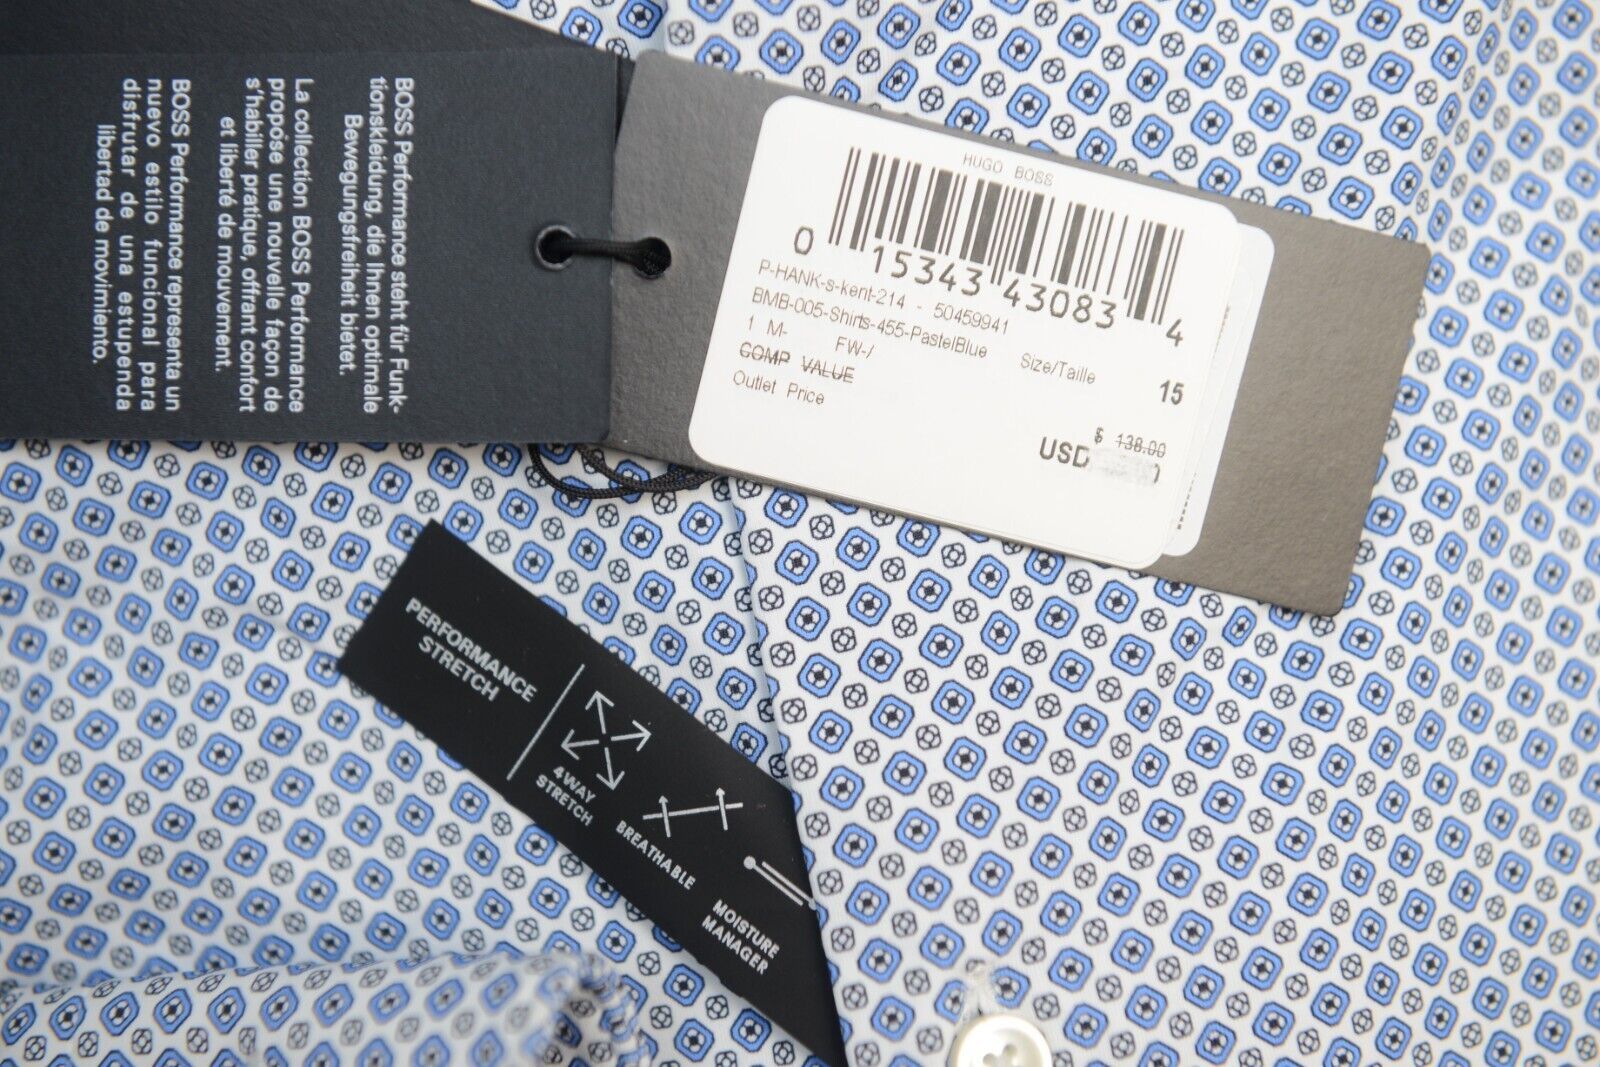 BOSS Performance steht für Funk-
tionskleidung, die Ihnen optimale
Bewegungsfreiheit bietet.
La collection BOSS Performance
propose une nouvelle façon de
s'habiller pratique, offrant confort
et liberté de mouvement.
BOSS Performance representa un
nuevo estilo funcional para
disfrutar de una estupenda
libertad de movimiento.
HUGO BOSS
0 15343 43083 4
P-HANK-s-kent-214 - 50459941
BMB-005-Shirts-455-PastelBlue
1 M- FW-/ Size/Taille 15
COMP VALUE $ 138.00
Outlet Price USD
PERFORMANCE
STRETCH
4WAY
STRETCH
BREATHABLE
MOISTURE
MANAGER